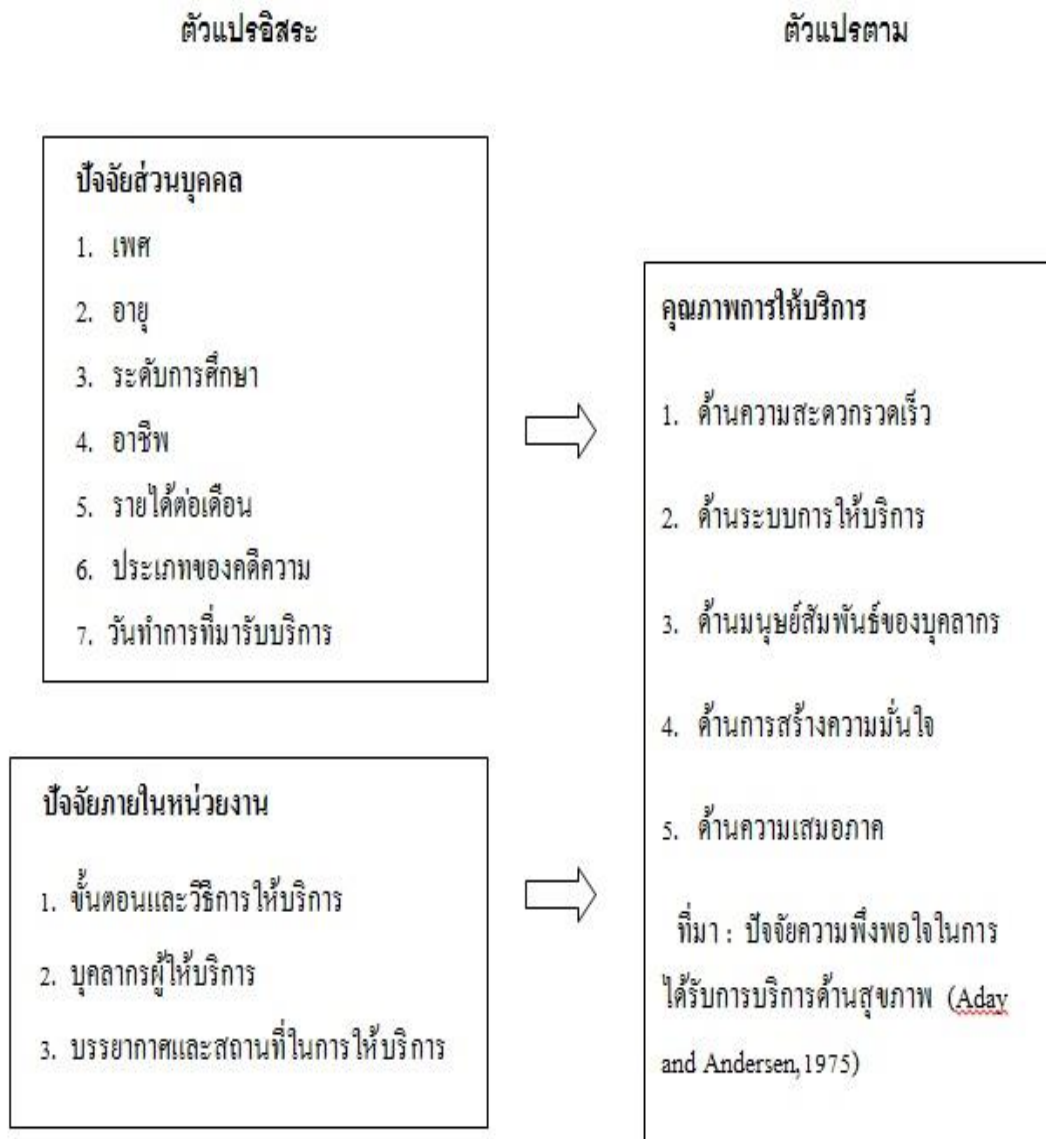 ตัวแปรอิสระ
ตัวแปรตาม
ปัจจัยส่วนบุคคล
1. เพศ
2. อายุ
3. ระดับการศึกษา
4. อาชีพ
5. รายได้ต่อเดือน
6. ประเภทของคดีความ
7. วันทำการที่มารับบริการ
ปัจจัยภายในหน่วยงาน
1. ขั้นตอนและวิธีการให้บริการ
2. บุคลากรผู้ให้บริการ
3. บรรยากาศและสถานที่ในการให้บริการ
คุณภาพการให้บริการ
1. ด้านความสะดวกรวดเร็ว
2. ด้านระบบการให้บริการ
3. ด้านมนุษย์สัมพันธ์ของบุคลากร
4. ด้านการสร้างความมั่นใจ
5. ด้านความเสมอภาค
ที่มา : ปัจจัยความพึงพอใจในการ
ได้รับการบริการด้านสุขภาพ (Aday
and Andersen,1975)